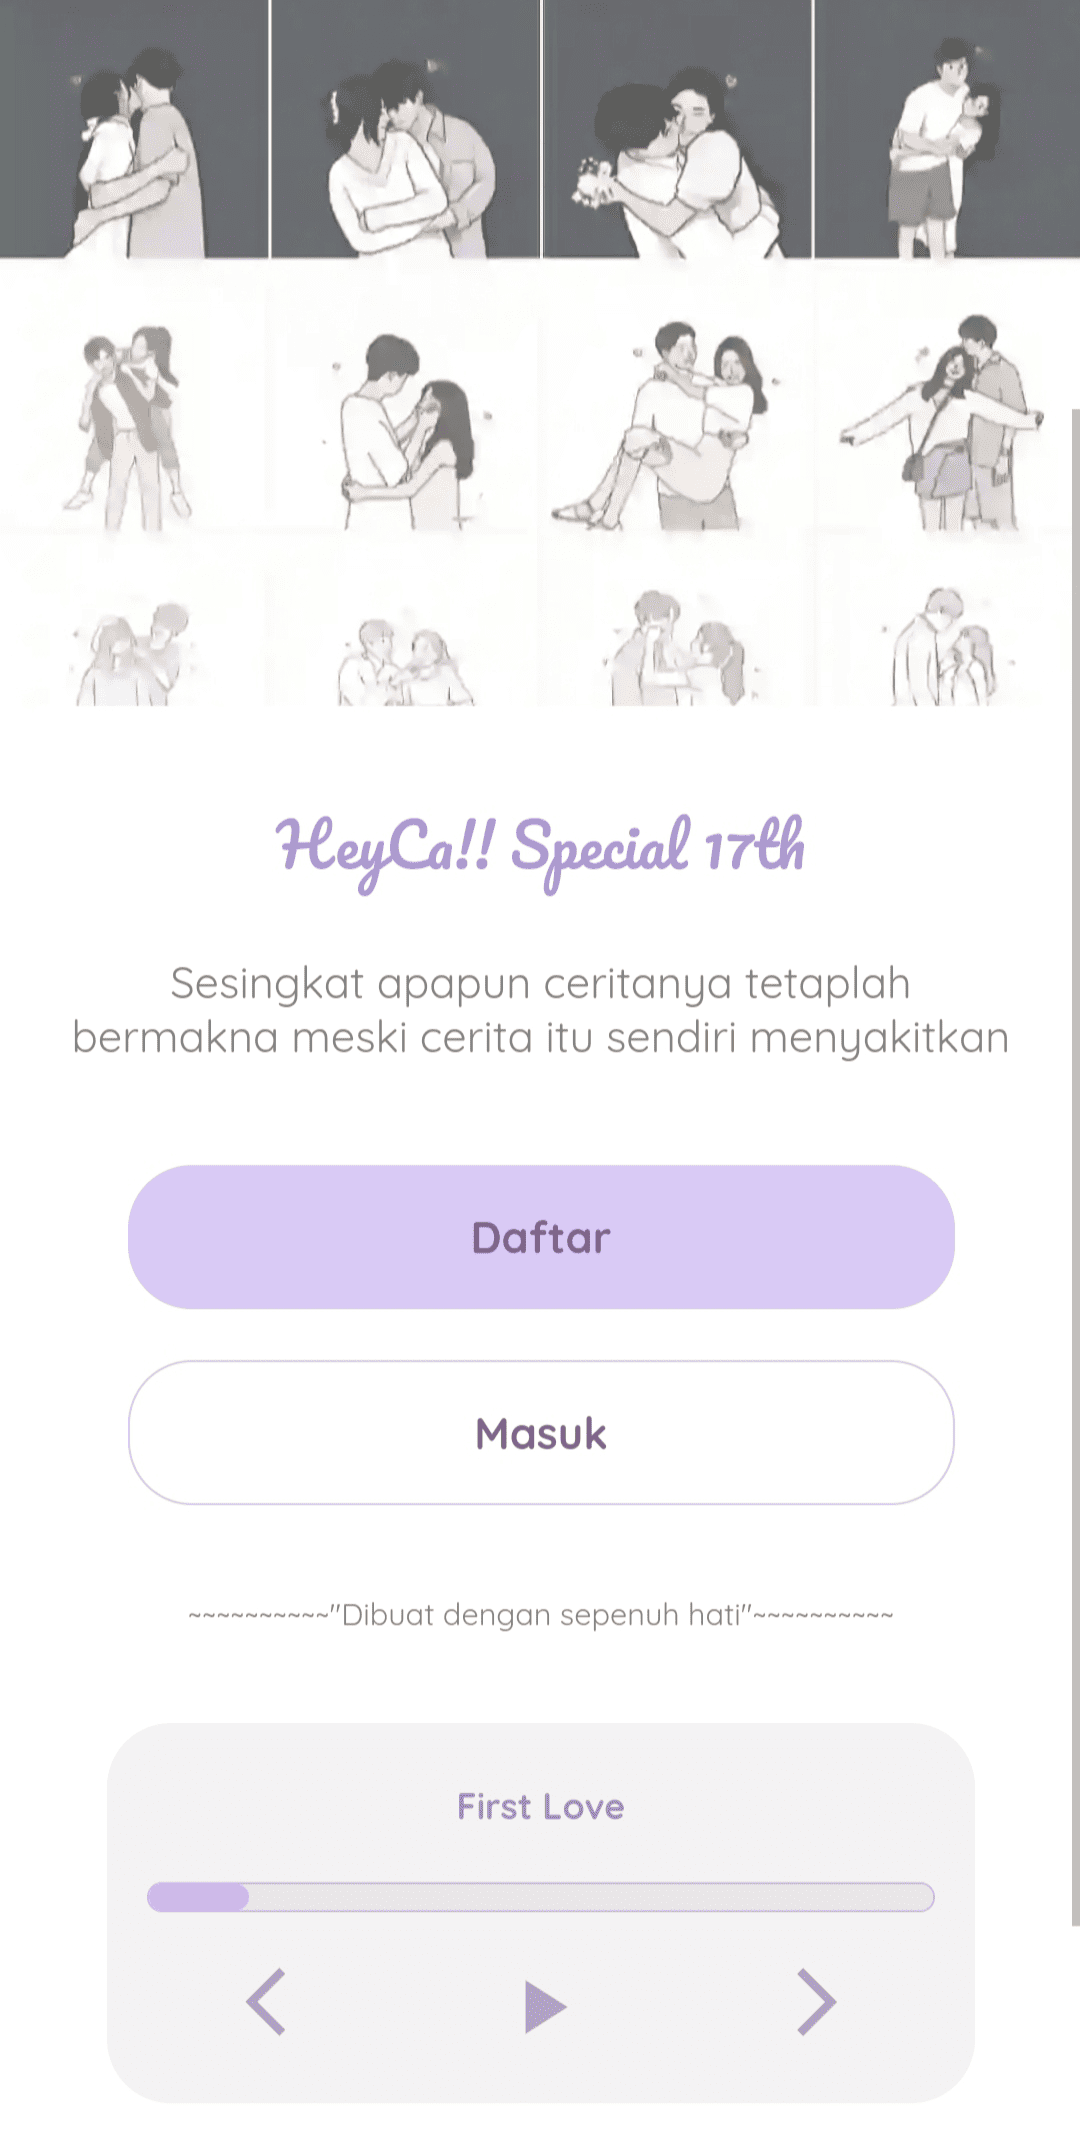 HeyCa!! Special 17th
Sesingkat apapun ceritanya tetaplah
bermakna meski cerita itu sendiri menyakitkan
Daftar
Masuk
~~~~~~~~~~"Dibuat dengan sepenuh hati"~~~~~~~~~~
First Love